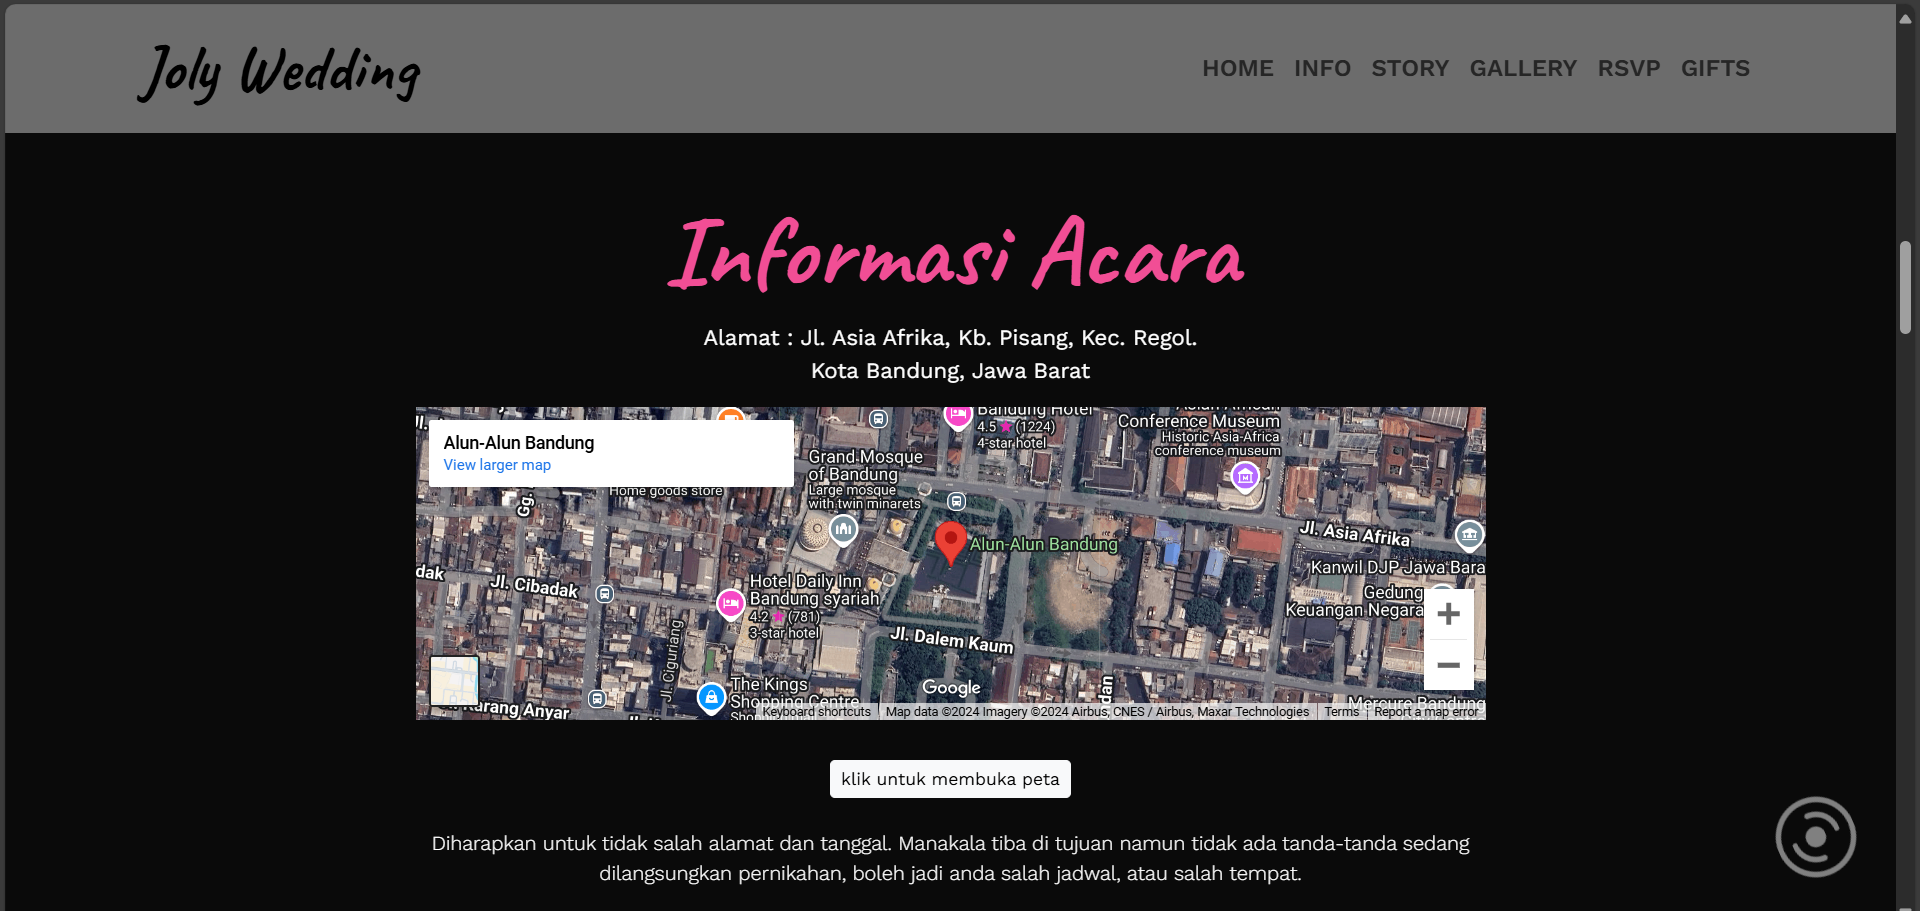 Joly Wedding
HOME INFO STORY GALLERY RSVP GIFTS
Informasi Acara
Alamat : Jl. Asia Afrika, Kb. Pisang, Kec. Regol.
Kota Bandung, Jawa Barat
Alun-Alun Bandung
View larger map
Home goods store
Gg.
Bandung Hotel
4.5 ★ (1224)
4-star hotel
Asian African
Conference Museum
Historic Asia-Africa
conference museum
Grand Mosque
of Bandung
Large mosque
with twin minarets
Alun-Alun Bandung
Jl. Asia Afrika
Kanwil DJP Jawa Bara
Gedung
Keuangan Negara
dak
Jl. Cibadak
Hotel Daily Inn
Bandung syariah
4.2 ★ (781)
3-star hotel
Jl. Dalem Kaum
Jl. Ciguriang
The Kings
Shopping Centre
Karang Anyar
Google
ndan
Mercure Bandung
Keyboard shortcuts
Map data ©2024 Imagery ©2024 Airbus, CNES / Airbus, Maxar Technologies
Terms
Report a map error
klik untuk membuka peta
Diharapkan untuk tidak salah alamat dan tanggal. Manakala tiba di tujuan namun tidak ada tanda-tanda sedang
dilangsungkan pernikahan, boleh jadi anda salah jadwal, atau salah tempat.